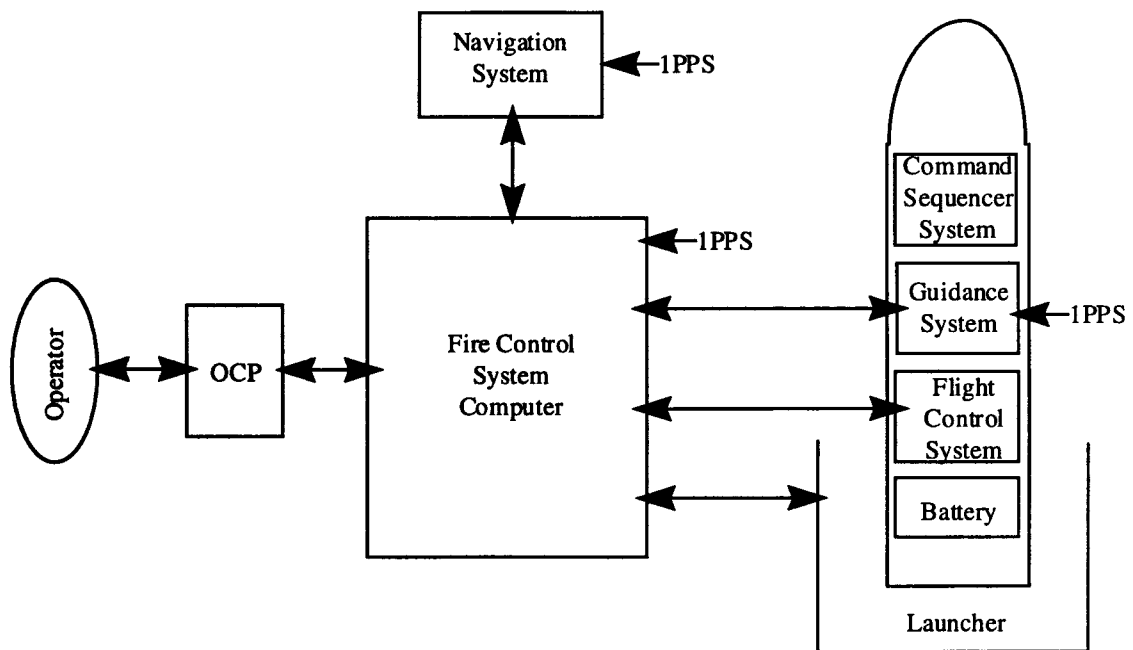 Navigation
System
1PPS
Command
Sequencer
System
1PPS
Guidance
System
1PPS
Operator
OCP
Fire Control
System
Computer
Flight
Control
System
Battery
Launcher